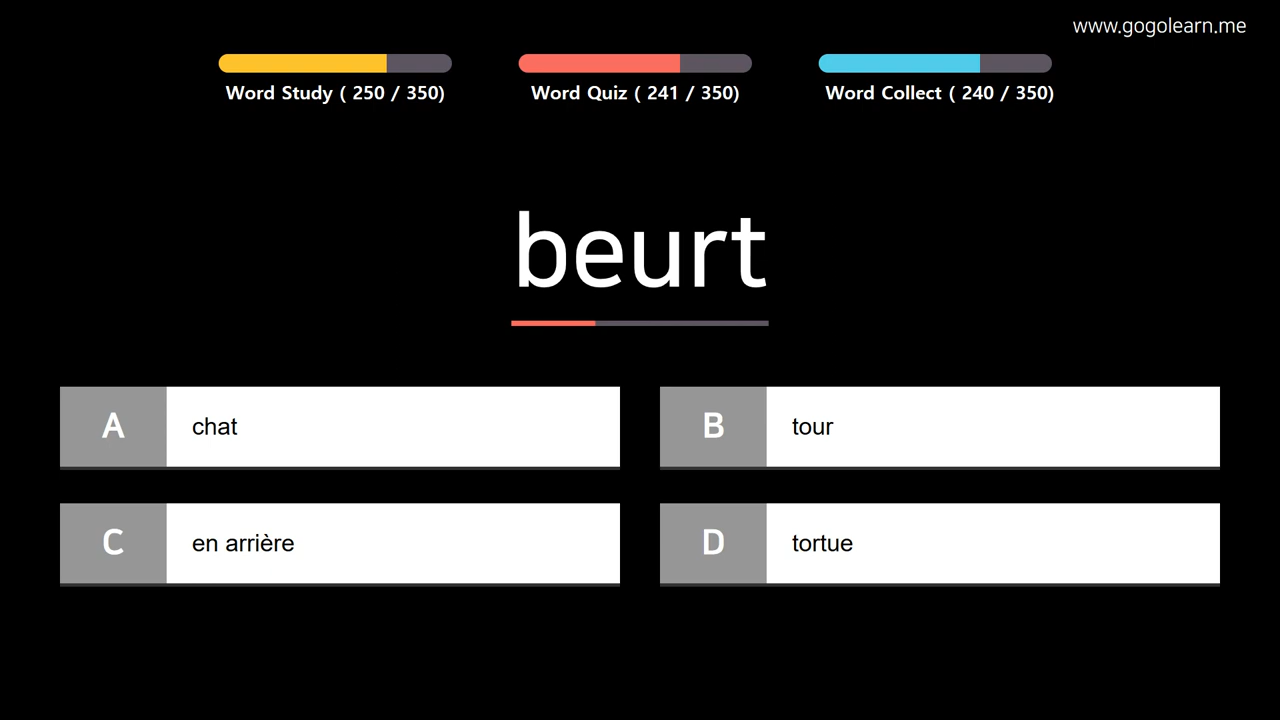 www.gogolearn.me
Word Study ( 250 / 350)
Word Quiz ( 241 / 350)
Word Collect ( 240 / 350)
beurt
A chat
B tour
C en arrière
D tortue